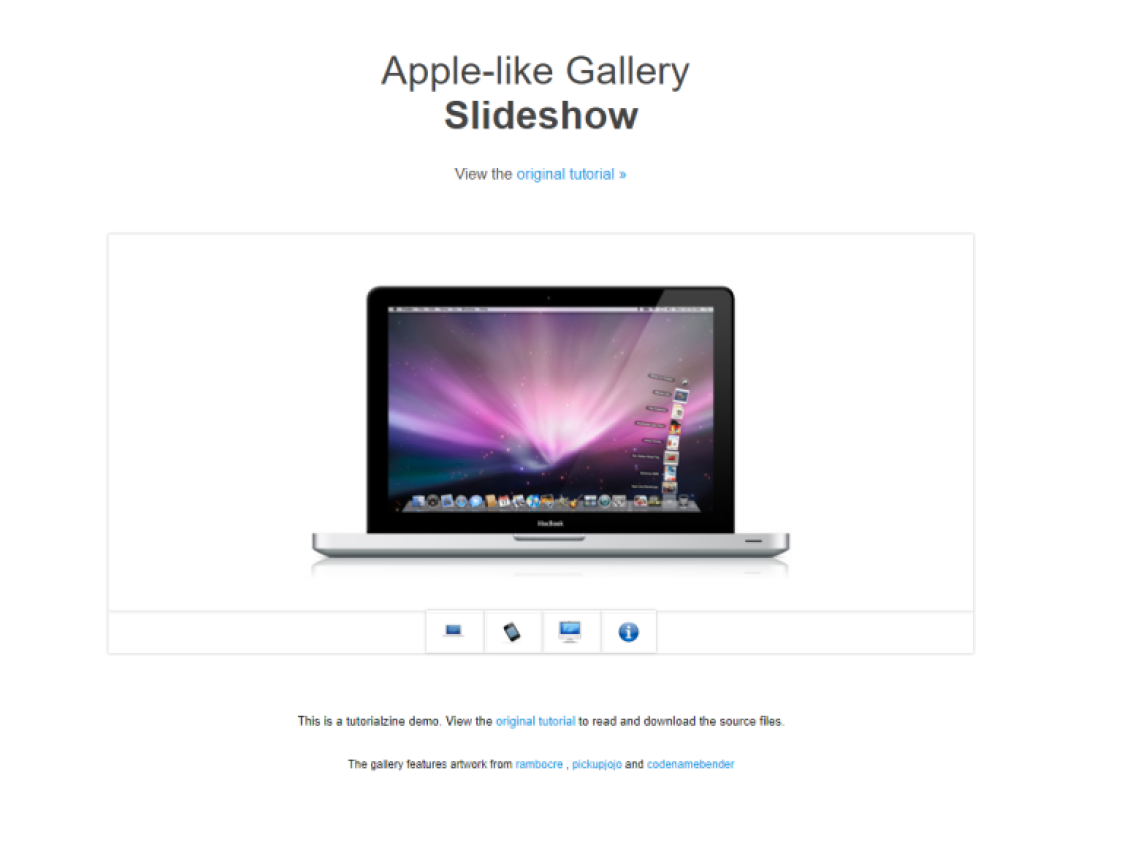 Apple-like Gallery
Slideshow
View the original tutorial »
MacBook
This is a tutorialzine demo. View the original tutorial to read and download the source files.
The gallery features artwork from rambocre , pickupjojo and codenamebender